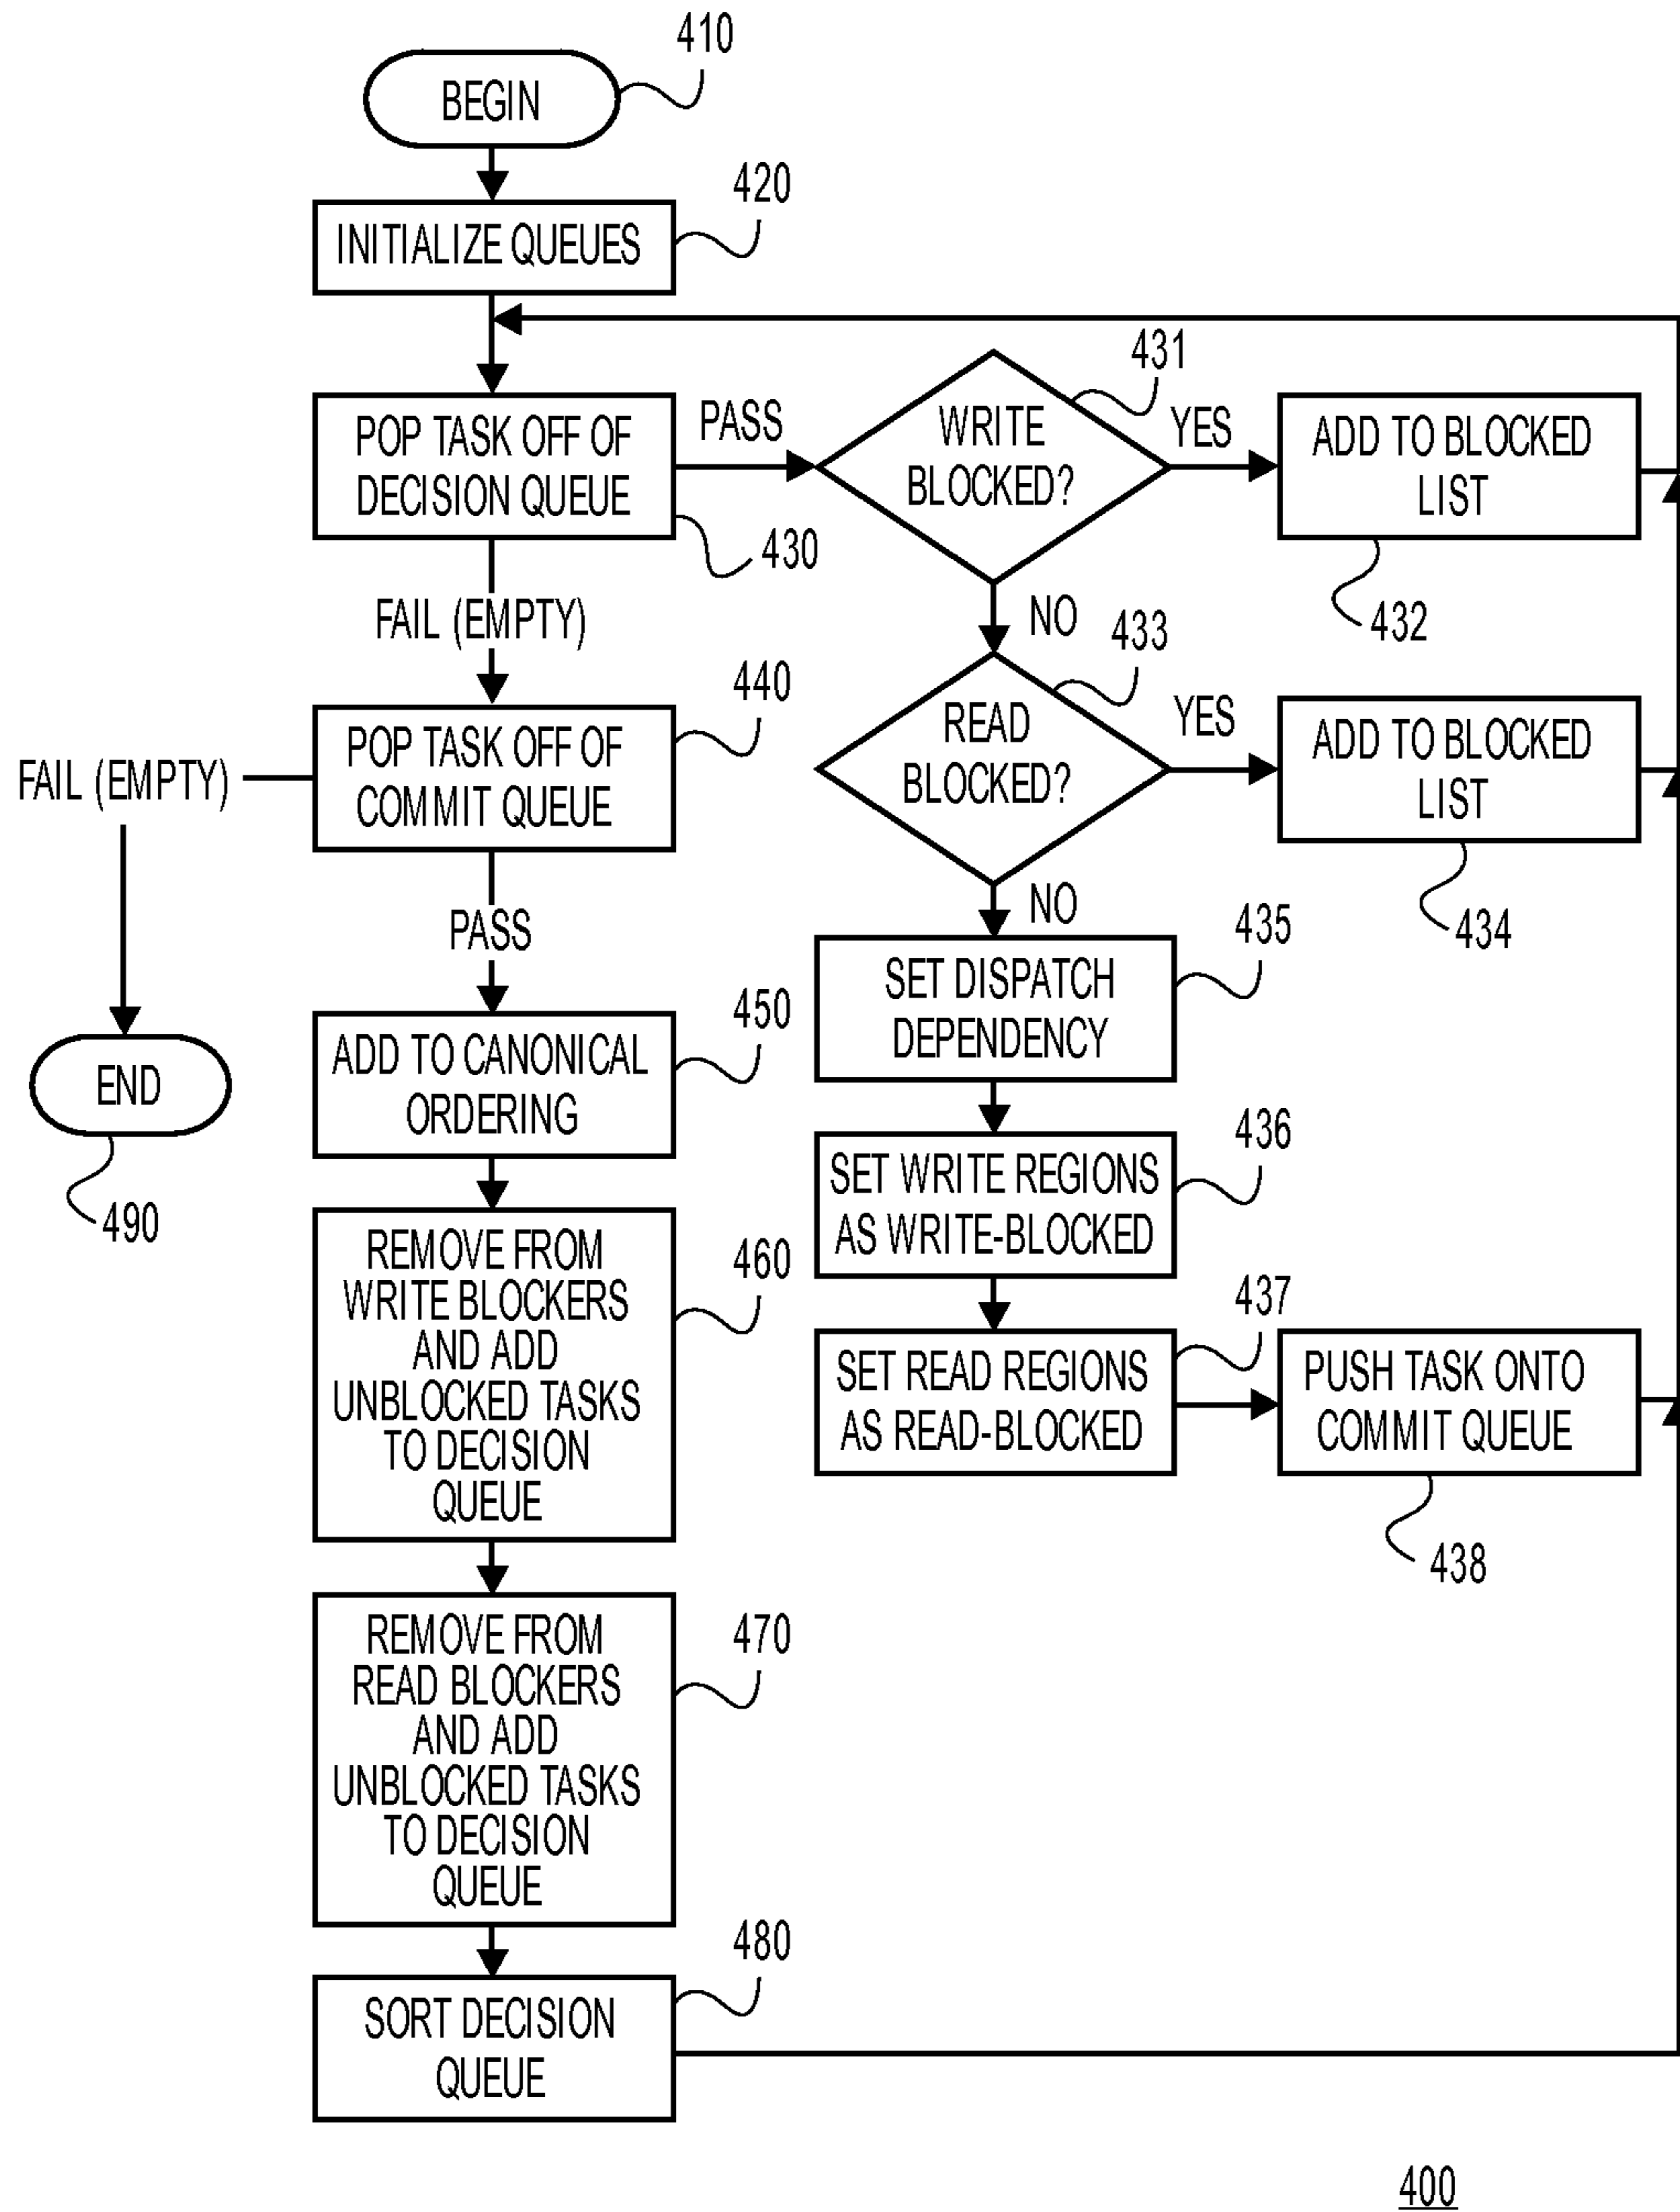 410
BEGIN
420
INITIALIZE QUEUES
431
POP TASK OFF OF
DECISION QUEUE
PASS
430
WRITE
BLOCKED?
YES
ADD TO BLOCKED
LIST
432
FAIL (EMPTY)
NO
433
440
POP TASK OFF OF
COMMIT QUEUE
FAIL (EMPTY)
READ
BLOCKED?
YES
ADD TO BLOCKED
LIST
434
PASS
NO
435
SET DISPATCH
DEPENDENCY
450
ADD TO CANONICAL
ORDERING
END
490
436
SET WRITE REGIONS
AS WRITE-BLOCKED
460
REMOVE FROM
WRITE BLOCKERS
AND ADD
UNBLOCKED TASKS
TO DECISION
QUEUE
437
SET READ REGIONS
AS READ-BLOCKED
PUSH TASK ONTO
COMMIT QUEUE
438
470
REMOVE FROM
READ BLOCKERS
AND ADD
UNBLOCKED TASKS
TO DECISION
QUEUE
480
SORT DECISION
QUEUE
400